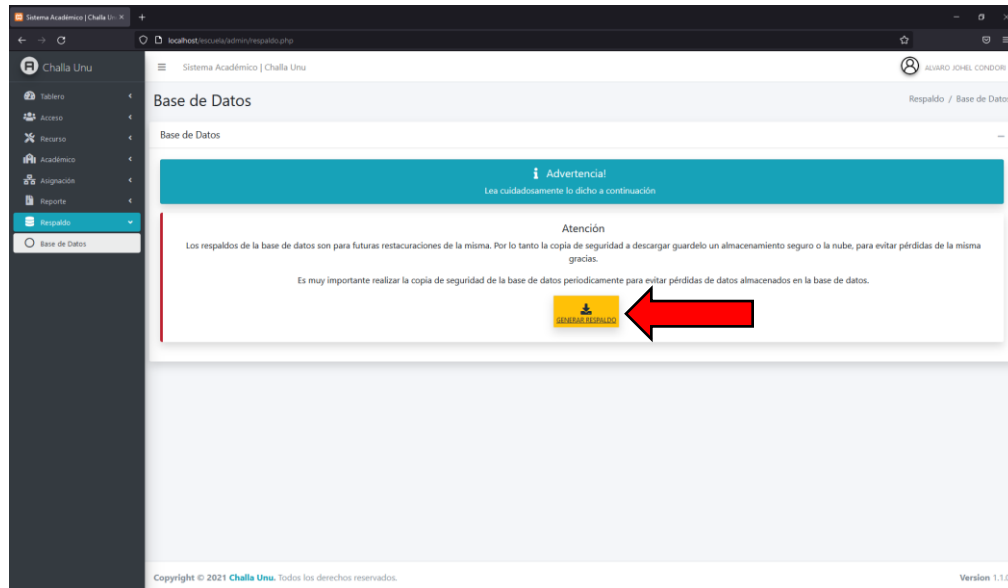 Sistema Académico | Challa Un
localhost/escuela/admin/respaldo.php
Challa Unu
Sistema Académico | Challa Unu
ALVARO JOHEL CONDORI
Tablero
Acceso
Recurso
Académico
Asignación
Reporte
Respaldo
Base de Datos
Base de Datos
Respaldo / Base de Datos
Base de Datos
Advertencia!
Lea cuidadosamente lo dicho a continuación
Atención
Los respaldos de la base de datos son para futuras restacuraciones de la misma. Por lo tanto la copia de seguridad a descargar guardelo un almacenamiento seguro o la nube, para evitar pérdidas de la misma
gracias.
Es muy importante realizar la copia de seguridad de la base de datos periodicamente para evitar pérdidas de datos almacenados en la base de datos.
GENERAR RESPALDO
Copyright © 2021 Challa Unu. Todos los derechos reservados.
Version 1.1